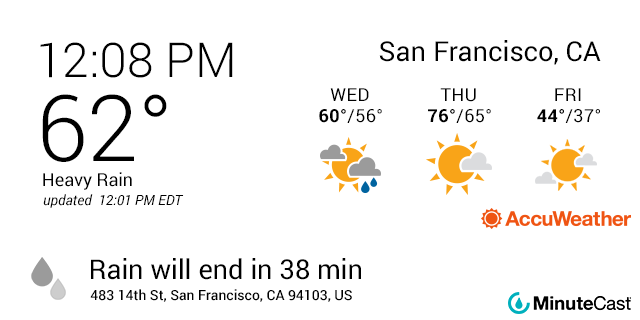 12:08 PM
62°
Heavy Rain
updated 12:01 PM EDT
San Francisco, CA
WED THU FRI
60°/56° 76°/65° 44°/37°
AccuWeather
Rain will end in 38 min
483 14th St, San Francisco, CA 94103, US
MinuteCast